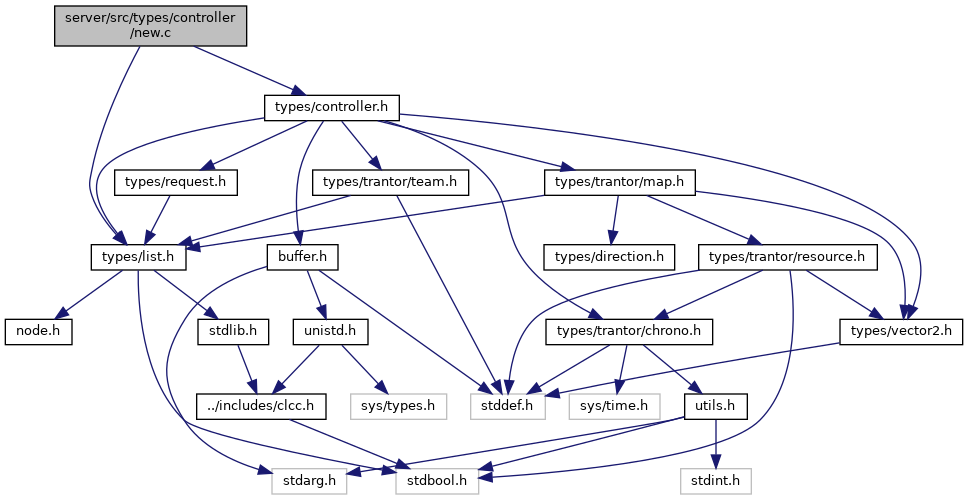 server/src/types/controller
/new.c
types/controller.h
types/request.h
types/trantor/team.h
types/trantor/map.h
types/list.h
buffer.h
types/direction.h
types/trantor/resource.h
node.h
stdlib.h
unistd.h
types/trantor/chrono.h
types/vector2.h
../includes/clcc.h
sys/types.h
stddef.h
sys/time.h
utils.h
stdarg.h
stdbool.h
stdint.h